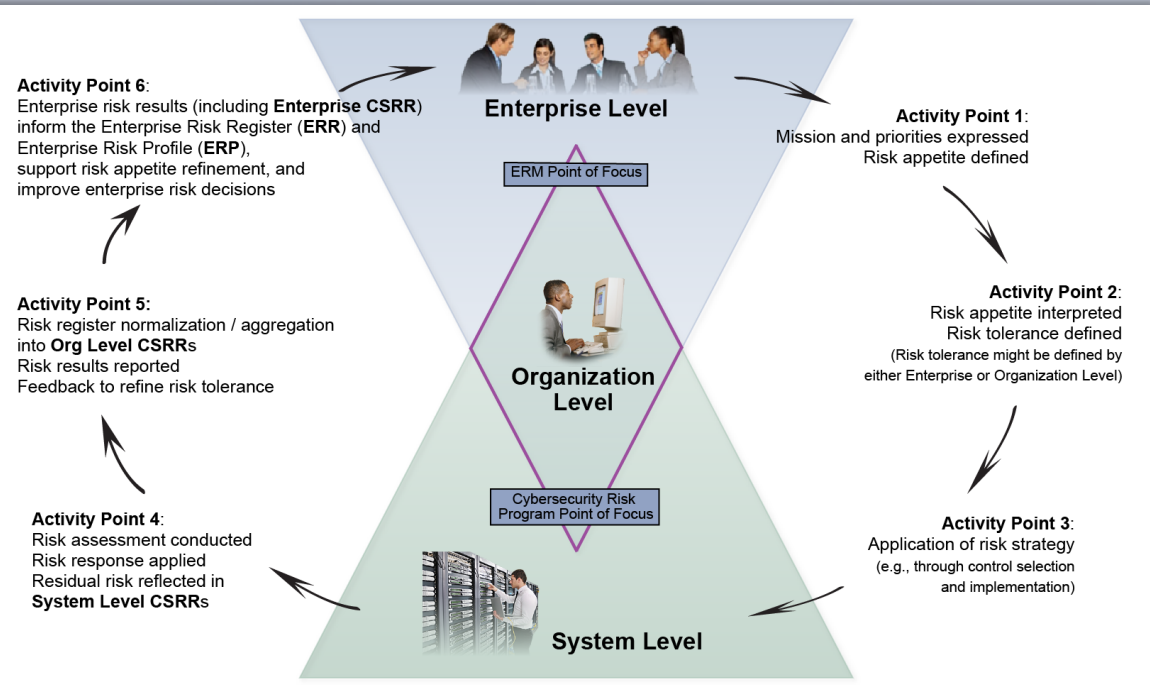 Enterprise Level
ERM Point of Focus
Activity Point 1:
Mission and priorities expressed
Risk appetite defined
Activity Point 2:
Risk appetite interpreted
Risk tolerance defined
(Risk tolerance might be defined by
either Enterprise or Organization Level)
Organization
Level
Cybersecurity Risk
Program Point of Focus
Activity Point 3:
Application of risk strategy
(e.g., through control selection
and implementation)
System Level
Activity Point 4:
Risk assessment conducted
Risk response applied
Residual risk reflected in
System Level CSRRs
Activity Point 5:
Risk register normalization / aggregation
into Org Level CSRRs
Risk results reported
Feedback to refine risk tolerance
Activity Point 6:
Enterprise risk results (including Enterprise CSRR)
inform the Enterprise Risk Register (ERR) and
Enterprise Risk Profile (ERP),
support risk appetite refinement, and
improve enterprise risk decisions